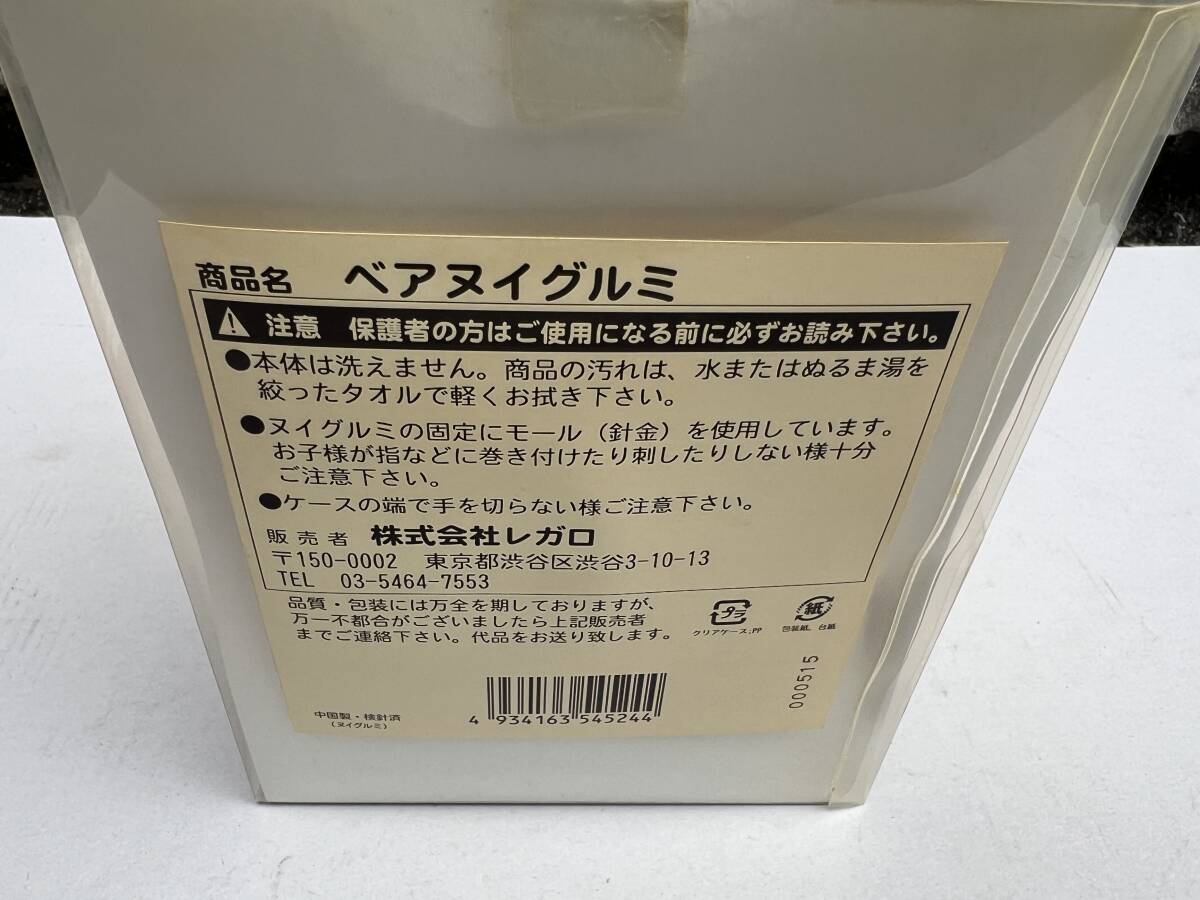 商品名 ベアヌイグルミ
注意 保護者の方はご使用になる前に必ずお読み下さい。
●本体は洗えません。商品の汚れは、水またはぬるま湯を
絞ったタオルで軽くお拭き下さい。
●ヌイグルミの固定にモール（針金）を使用しています。
お子様が指などに巻き付けたり刺したりしない様十分
ご注意下さい。
●ケースの端で手を切らない様ご注意下さい。
販売者 株式会社レガロ
〒150-0002 東京都渋谷区渋谷3-10-13
TEL 03-5464-7553
品質・包装には万全を期しておりますが、
万一不都合がございましたら上記販売者
までご連絡下さい。代品をお送り致します。
プラ
クリアケース;PP
紙
包装紙、台紙
000515
中国製・検針済
(ヌイグルミ)
4 934163 545244